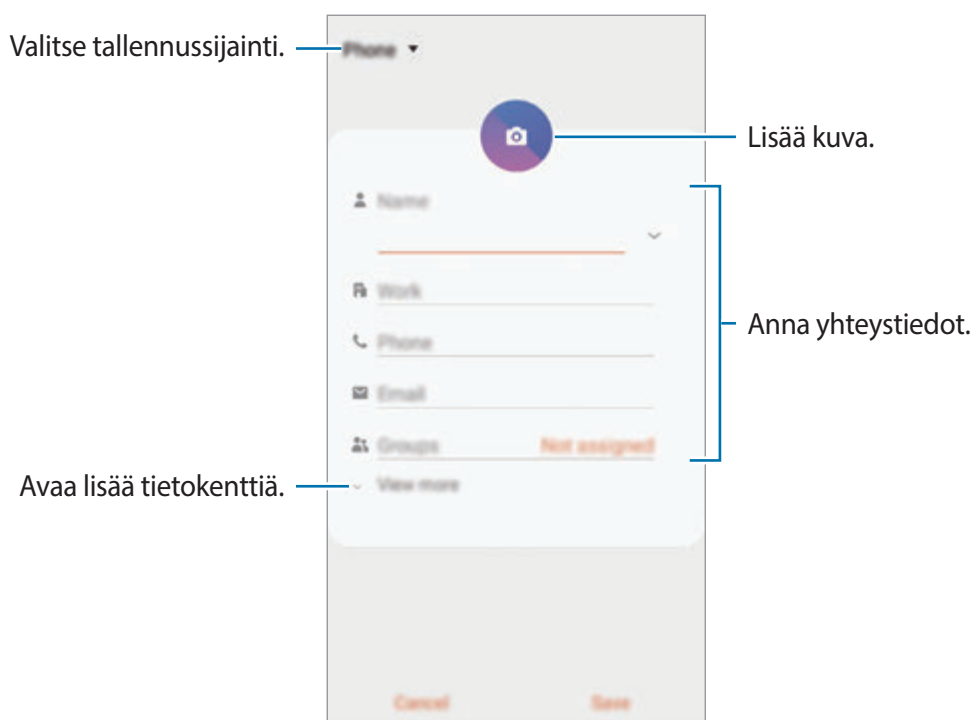 Valitse tallennussijainti.
Phone
Lisää kuva.
Name
Work
Anna yhteystiedot.
Phone
Email
Groups Not assigned
Avaa lisää tietokenttiä.
View more
Cancel Save